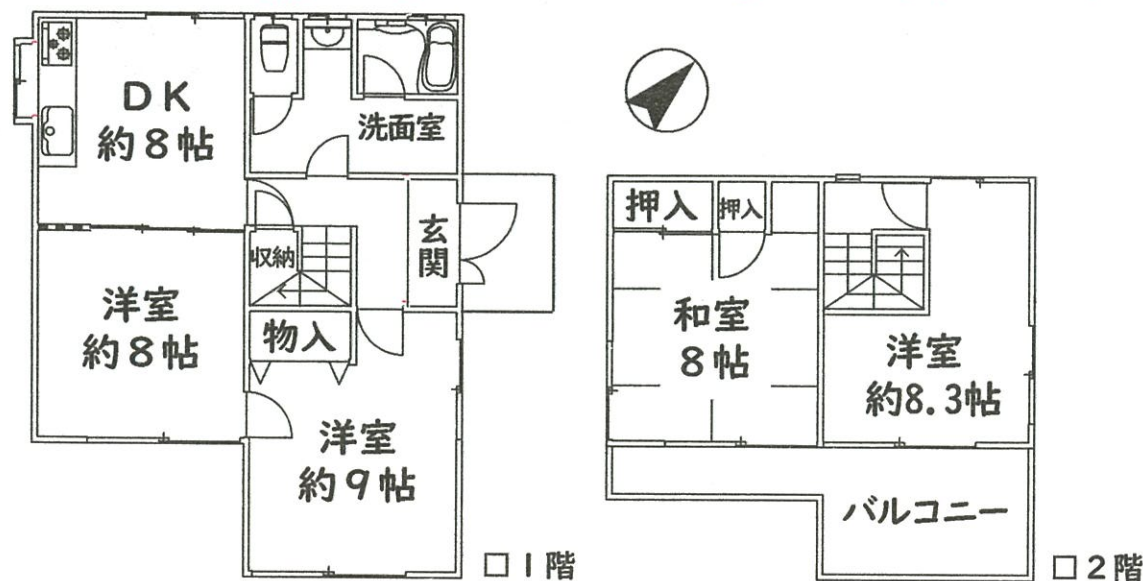 DK
約8帖
洗面室
収納
玄関
洋室
約8帖
物入
洋室
約9帖
□1階
押入
押入
和室
8帖
洋室
約8.3帖
バルコニー
□2階